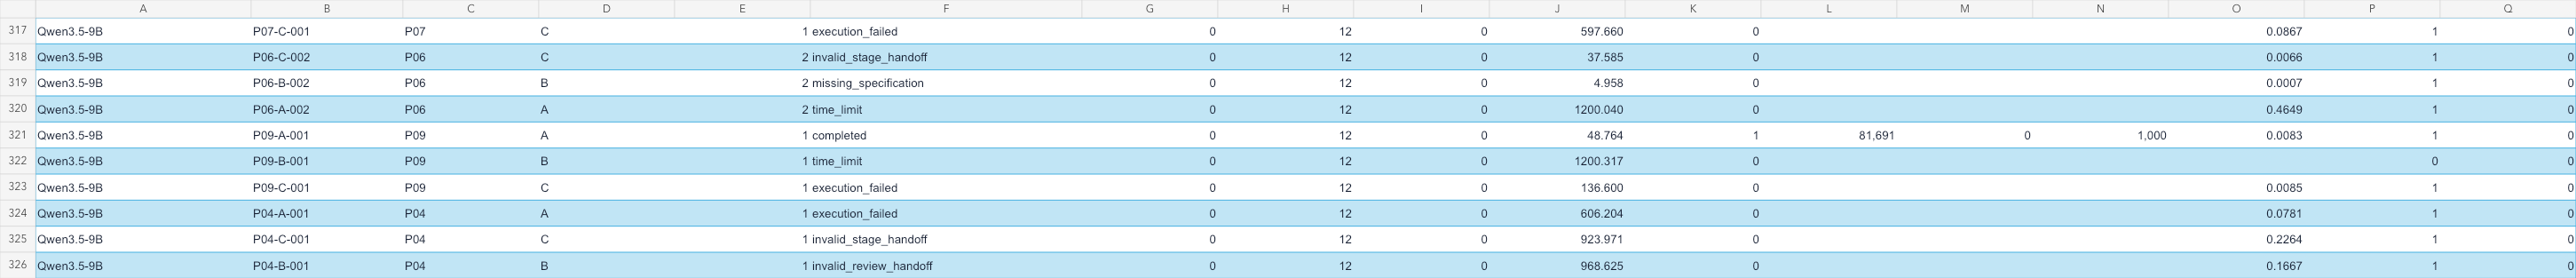 A B C D E F G H I J K L M N O P Q
317 Qwen3.5-9B P07-C-001 P07 C 1 execution_failed 0 12 0 597.660 0 0.0867 1 0
318 Qwen3.5-9B P06-C-002 P06 C 2 invalid_stage_handoff 0 12 0 37.585 0 0.0066 1 0
319 Qwen3.5-9B P06-B-002 P06 B 2 missing_specification 0 12 0 4.958 0 0.0007 1 0
320 Qwen3.5-9B P06-A-002 P06 A 2 time_limit 0 12 0 1200.040 0 0.4649 1 0
321 Qwen3.5-9B P09-A-001 P09 A 1 completed 0 12 0 48.764 1 81,691 0 1,000 0.0083 1 0
322 Qwen3.5-9B P09-B-001 P09 B 1 time_limit 0 12 0 1200.317 0 0 0
323 Qwen3.5-9B P09-C-001 P09 C 1 execution_failed 0 12 0 136.600 0 0.0085 1 0
324 Qwen3.5-9B P04-A-001 P04 A 1 execution_failed 0 12 0 606.204 0 0.0781 1 0
325 Qwen3.5-9B P04-C-001 P04 C 1 invalid_stage_handoff 0 12 0 923.971 0 0.2264 1 0
326 Qwen3.5-9B P04-B-001 P04 B 1 invalid_review_handoff 0 12 0 968.625 0 0.1667 1 0